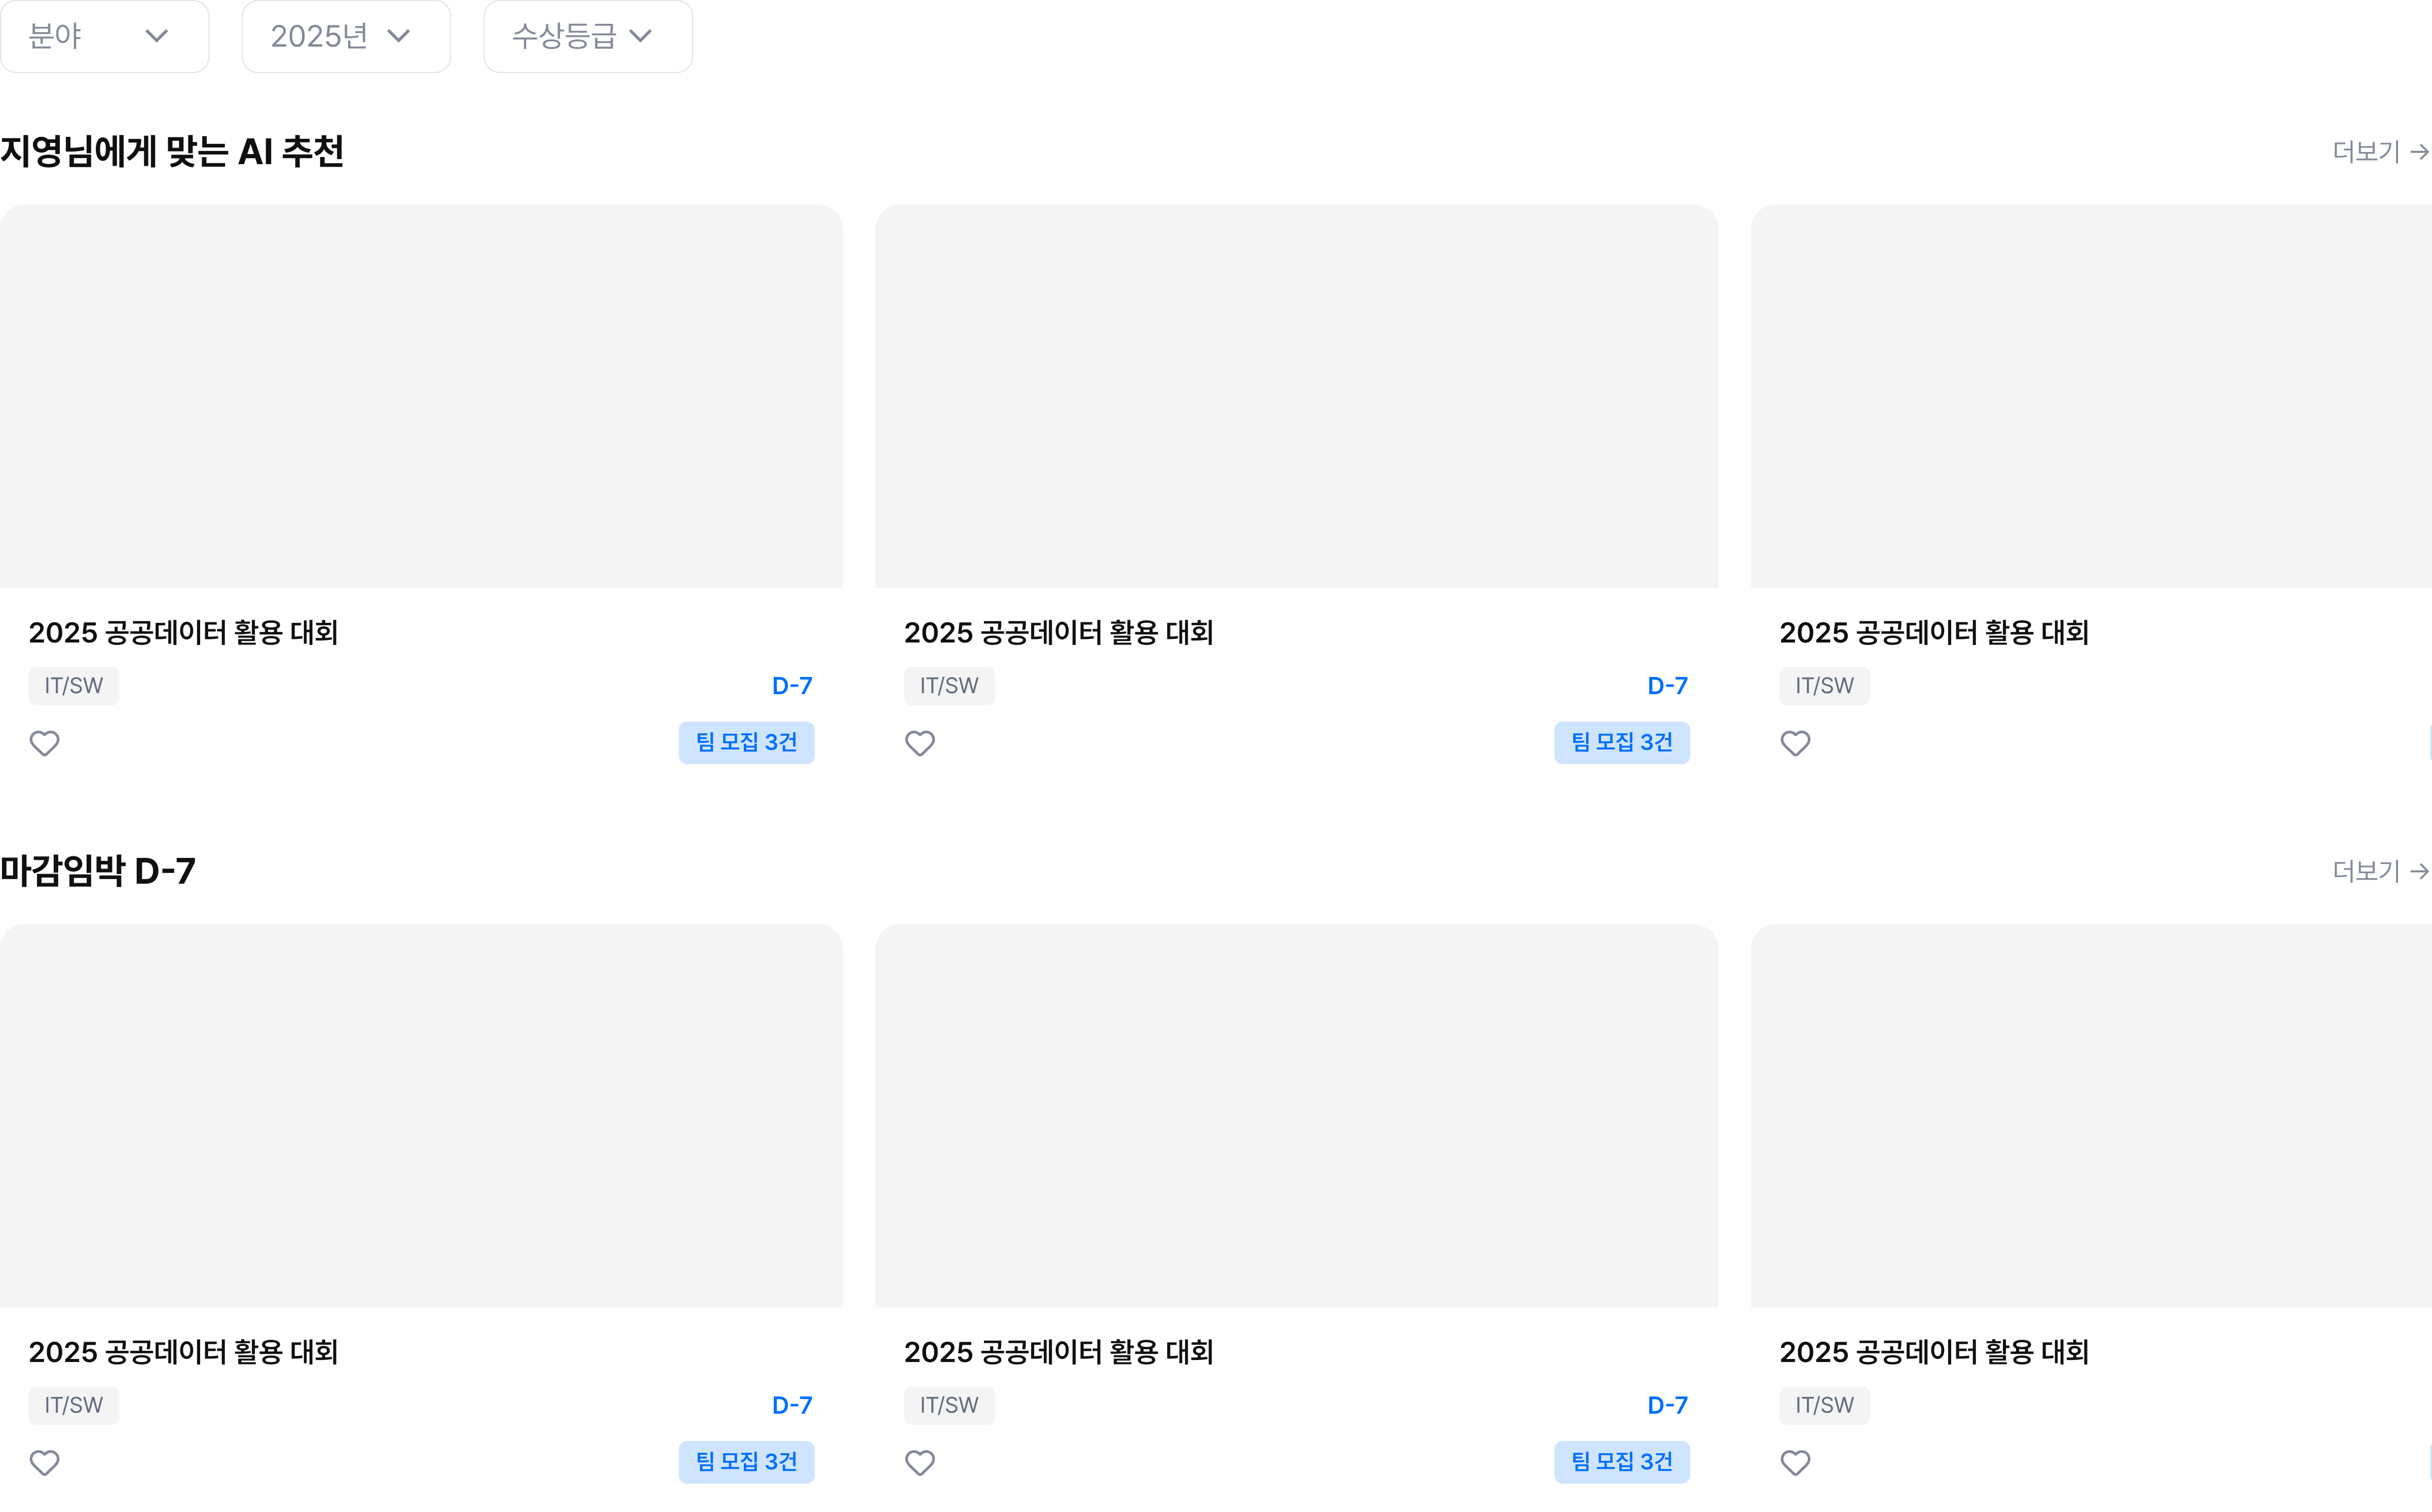 분야 2025년 수상등급
지영님에게 맞는 AI 추천 더보기 →
2025 공공데이터 활용 대회 2025 공공데이터 활용 대회 2025 공공데이터 활용 대회
IT/SW D-7 IT/SW D-7 IT/SW
팀 모집 3건 팀 모집 3건
마감임박 D-7 더보기 →
2025 공공데이터 활용 대회 2025 공공데이터 활용 대회 2025 공공데이터 활용 대회
IT/SW D-7 IT/SW D-7 IT/SW
팀 모집 3건 팀 모집 3건